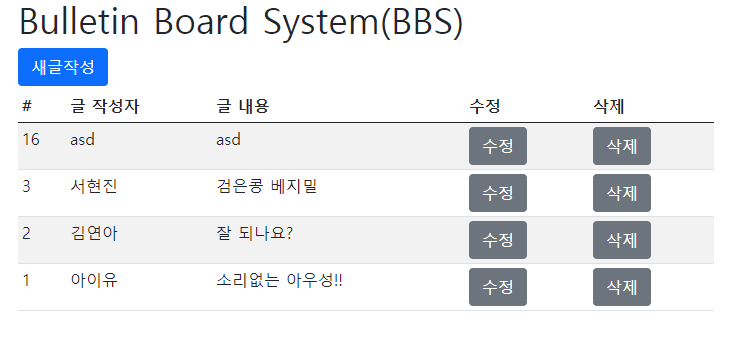 Bulletin Board System(BBS)
새글작성
# 글 작성자 글 내용 수정 삭제
16 asd asd 수정 삭제
3 서현진 검은콩 베지밀 수정 삭제
2 김연아 잘 되나요? 수정 삭제
1 아이유 소리없는 아우성!! 수정 삭제